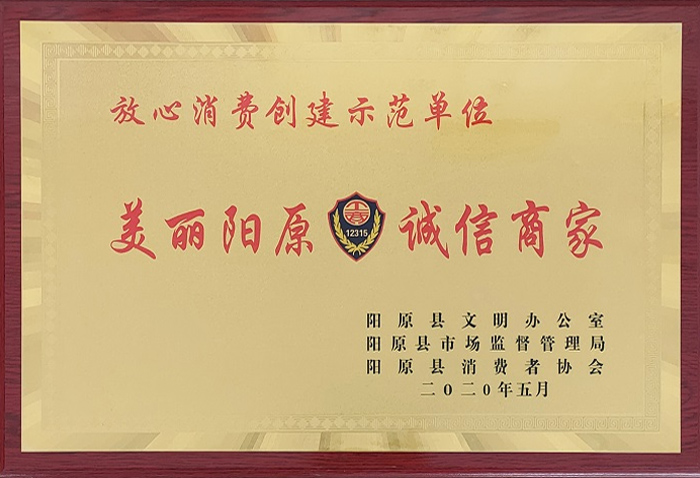 放心消费创建示范单位
美丽阳原 工商 12315 诚信商家
阳原县文明办公室
阳原县市场监督管理局
阳原县消费者协会
二〇二〇年五月